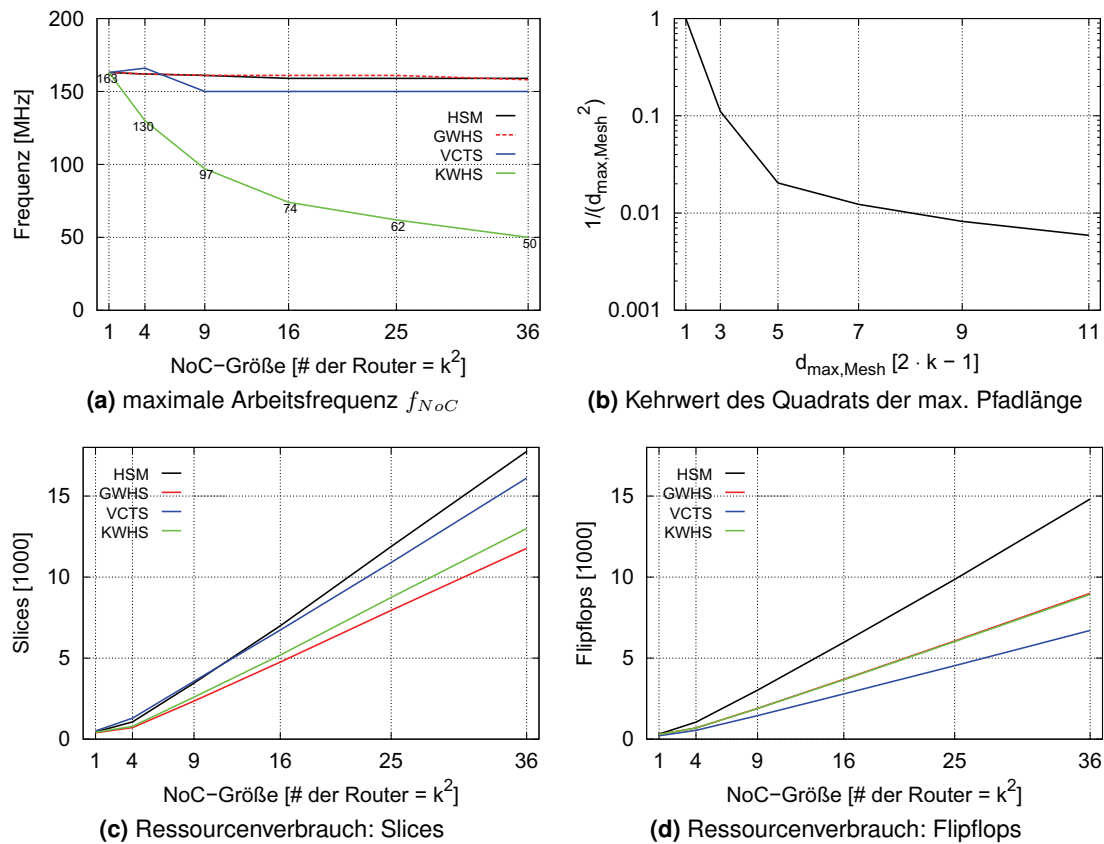 200
150
100
50
0
Frequenz [MHz]
163
130
97
74
62
50
HSM
GWHS
VCTS
KWHS
1 4 9 16 25 36
NoC−Größe [# der Router = k²]
(a) maximale Arbeitsfrequenz f_NoC
1
0.1
0.01
0.001
1/(d_max,Mesh²)
1 3 5 7 9 11
d_max,Mesh [2 · k − 1]
(b) Kehrwert des Quadrats der max. Pfadlänge
15
10
5
0
Slices [1000]
HSM
GWHS
VCTS
KWHS
1 4 9 16 25 36
NoC−Größe [# der Router = k²]
(c) Ressourcenverbrauch: Slices
15
10
5
0
Flipflops [1000]
HSM
GWHS
VCTS
KWHS
1 4 9 16 25 36
NoC−Größe [# der Router = k²]
(d) Ressourcenverbrauch: Flipflops